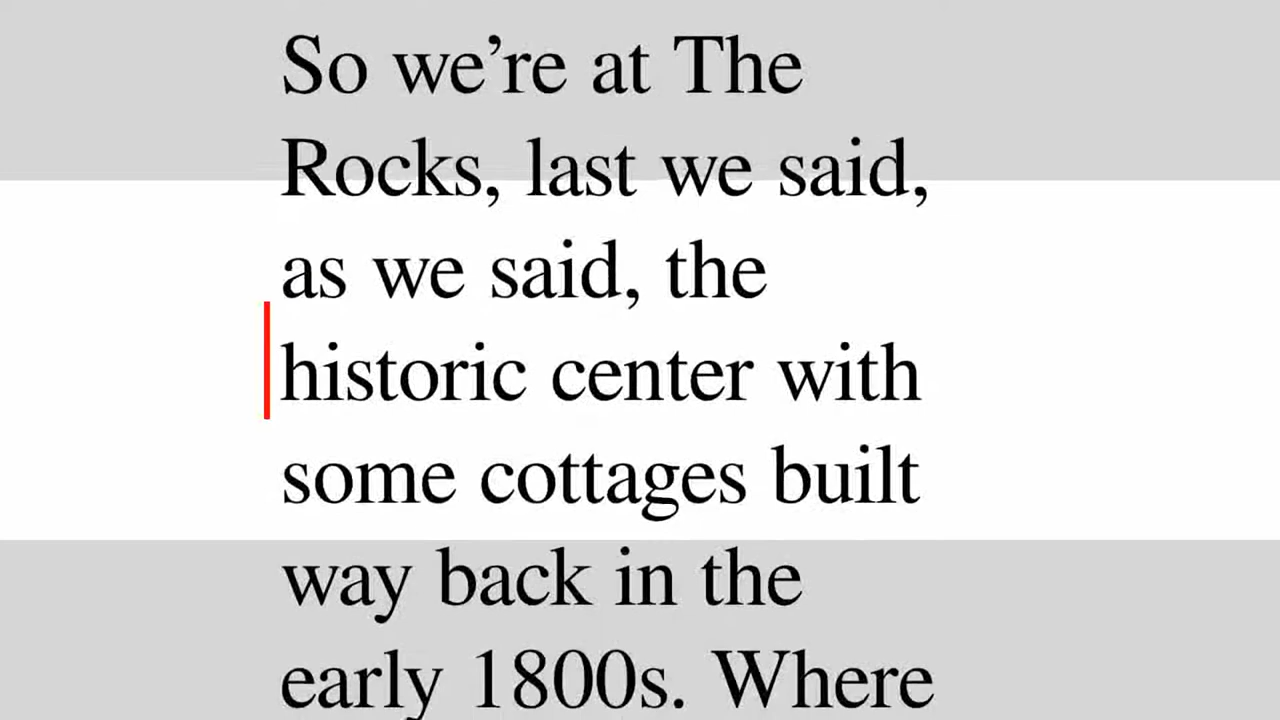 So we’re at The
Rocks, last we said,
as we said, the
historic center with
some cottages built
way back in the
early 1800s. Where